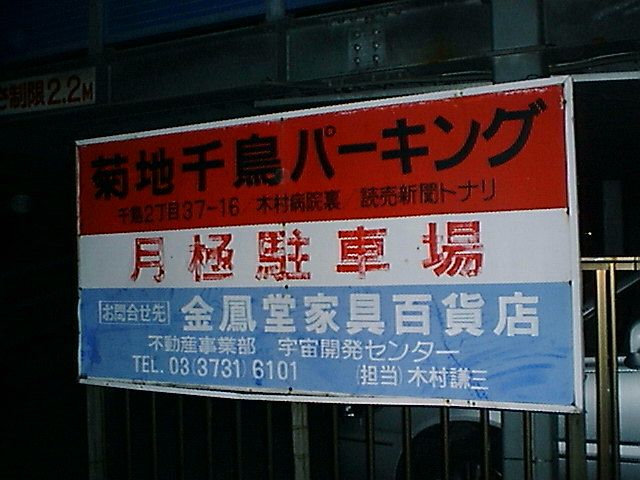 制限2.2M
菊地千鳥パーキング
千鳥2丁目37-16／木村病院裏／読売新聞トナリ
月極駐車場
お問合せ先 金鳳堂家具百貨店
不動産事業部 宇宙開発センター
TEL. 03(3731)6101 (担当)木村謙三